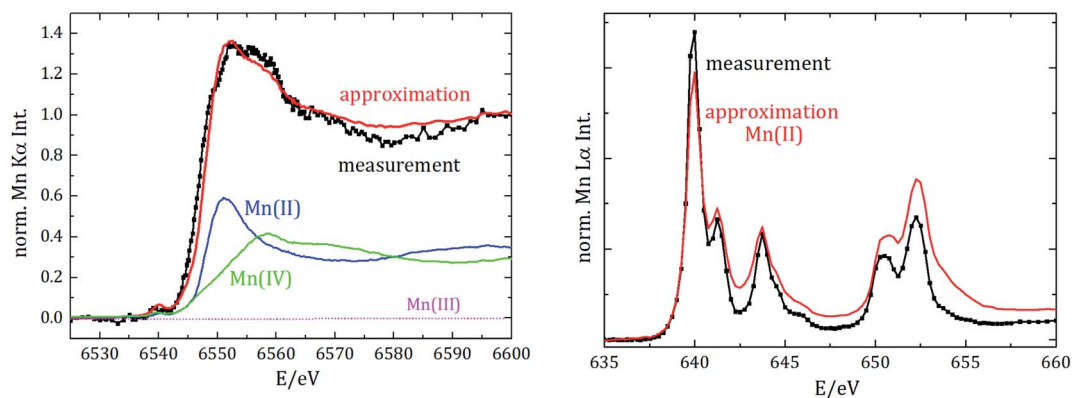 norm. Mn Kα Int.
1.4
1.2
1.0
0.8
0.6
0.4
0.2
0.0
approximation
measurement
Mn(II)
Mn(IV)
Mn(III)
6530 6540 6550 6560 6570 6580 6590 6600
E/eV
norm. Mn Lα Int.
measurement
approximation
Mn(II)
635 640 645 650 655 660
E/eV